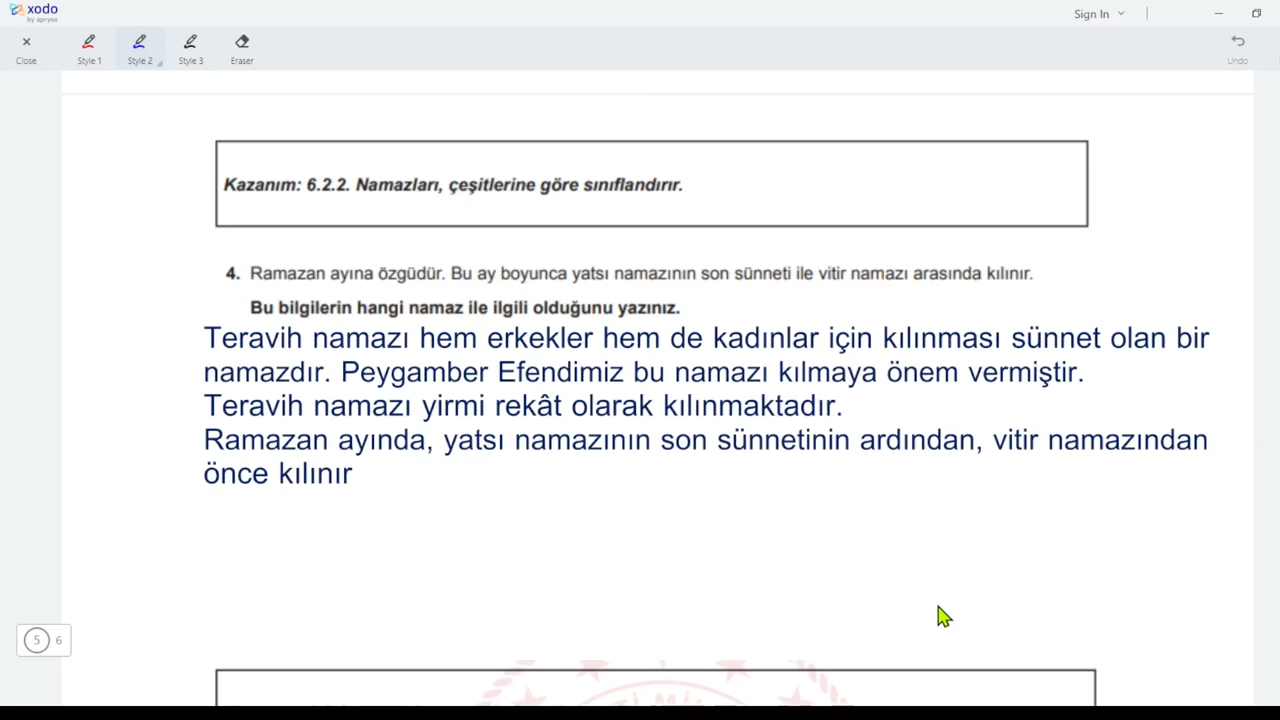 xodo
by apryse
Sign In
Close
Style 1
Style 2
Style 3
Eraser
Undo
Kazanım: 6.2.2. Namazları, çeşitlerine göre sınıflandırır.
4. Ramazan ayına özgüdür. Bu ay boyunca yatsı namazının son sünneti ile vitir namazı arasında kılınır.
Bu bilgilerin hangi namaz ile ilgili olduğunu yazınız.
Teravih namazı hem erkekler hem de kadınlar için kılınması sünnet olan bir
namazdır. Peygamber Efendimiz bu namazı kılmaya önem vermiştir.
Teravih namazı yirmi rekât olarak kılınmaktadır.
Ramazan ayında, yatsı namazının son sünnetinin ardından, vitir namazından
önce kılınır
5 6